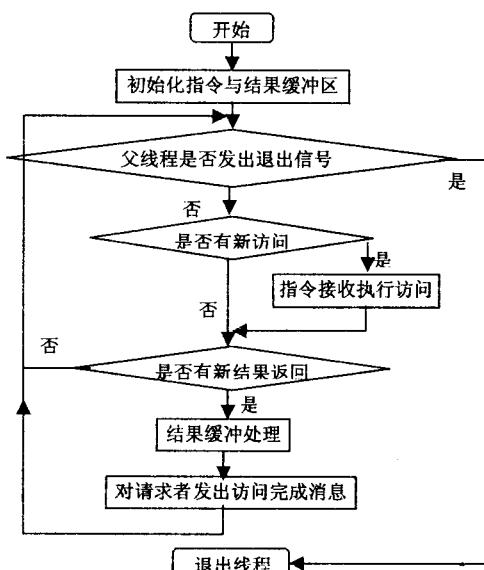 开始
初始化指令与结果缓冲区
父线程是否发出退出信号
是
否
是否有新访问
是
指令接收执行访问
否
否
是否有新结果返回
是
结果缓冲处理
对请求者发出访问完成消息
退出线程